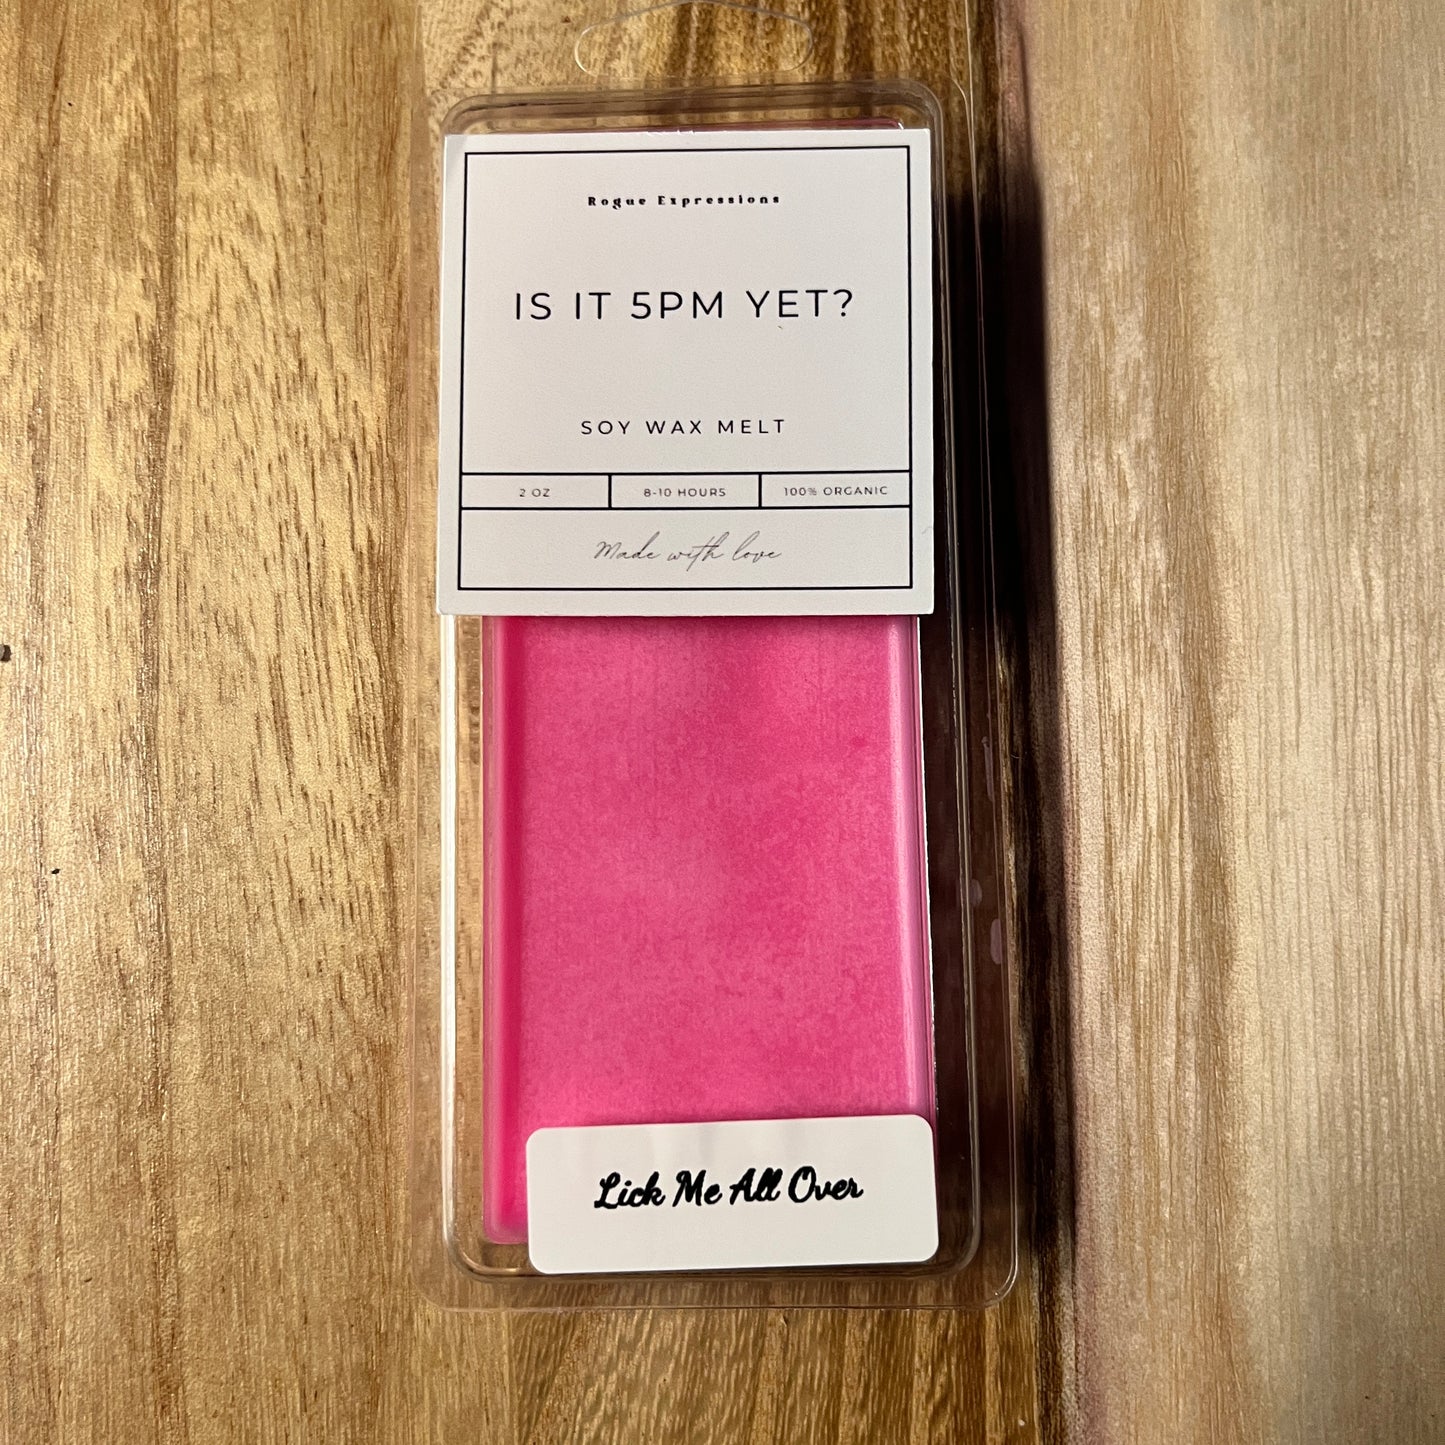 Rogue Expressions
IS IT 5PM YET?
SOY WAX MELT
2 OZ
8-10 HOURS
100% ORGANIC
Made with love
Lick Me All Over